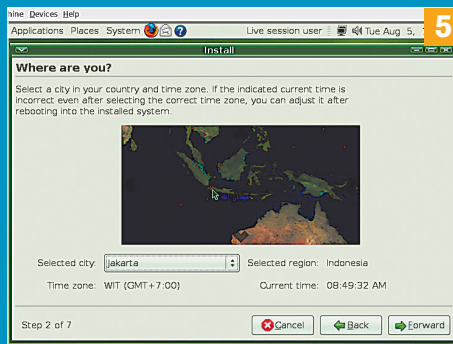 hine Devices Help
5
Applications Places System Live session user Tue Aug 5,
Install
Where are you?
Select a city in your country and time zone. If the indicated current time is
incorrect even after selecting the correct time zone, you can adjust it after
rebooting into the installed system.
Selected city: Jakarta Selected region: Indonesia
Time zone: WIT (GMT+7:00) Current time: 08:49:32 AM
Step 2 of 7 Cancel Back Forward